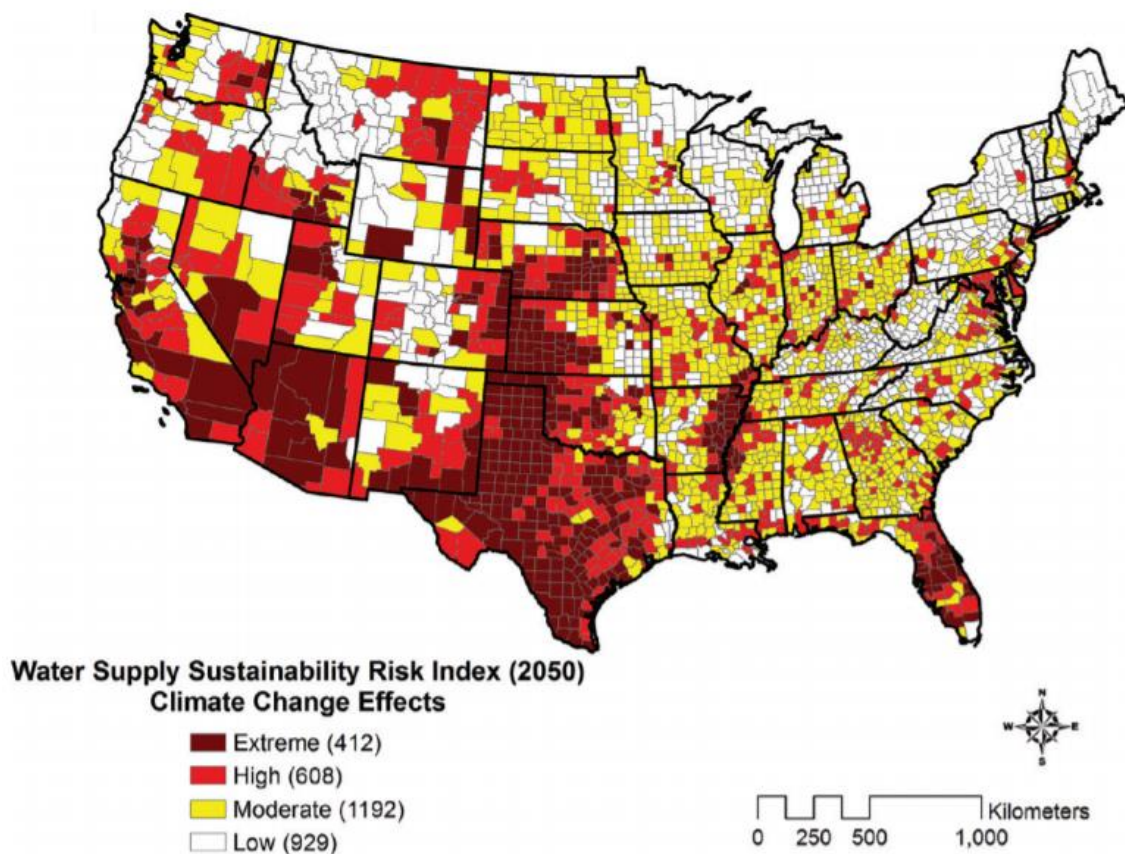 Water Supply Sustainability Risk Index (2050)
Climate Change Effects
Extreme (412)
High (608)
Moderate (1192)
Low (929)
N
W E
S
Kilometers
0 250 500 1,000